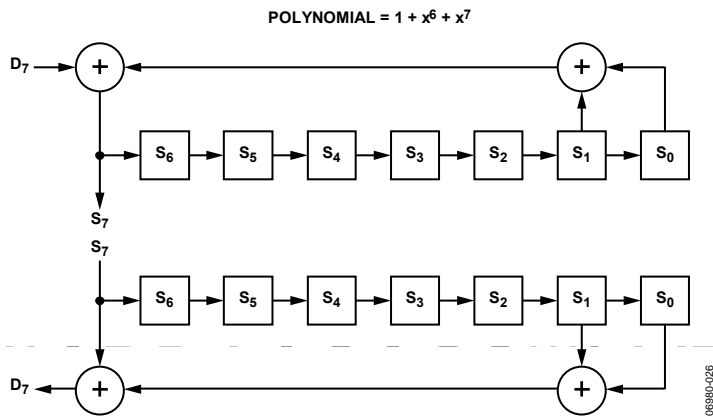 POLYNOMIAL = 1 + x⁶ + x⁷
D₇ + +
S₆ S₅ S₄ S₃ S₂ S₁ S₀
S₇
S₇
S₆ S₅ S₄ S₃ S₂ S₁ S₀
D₇ + +
06980-026